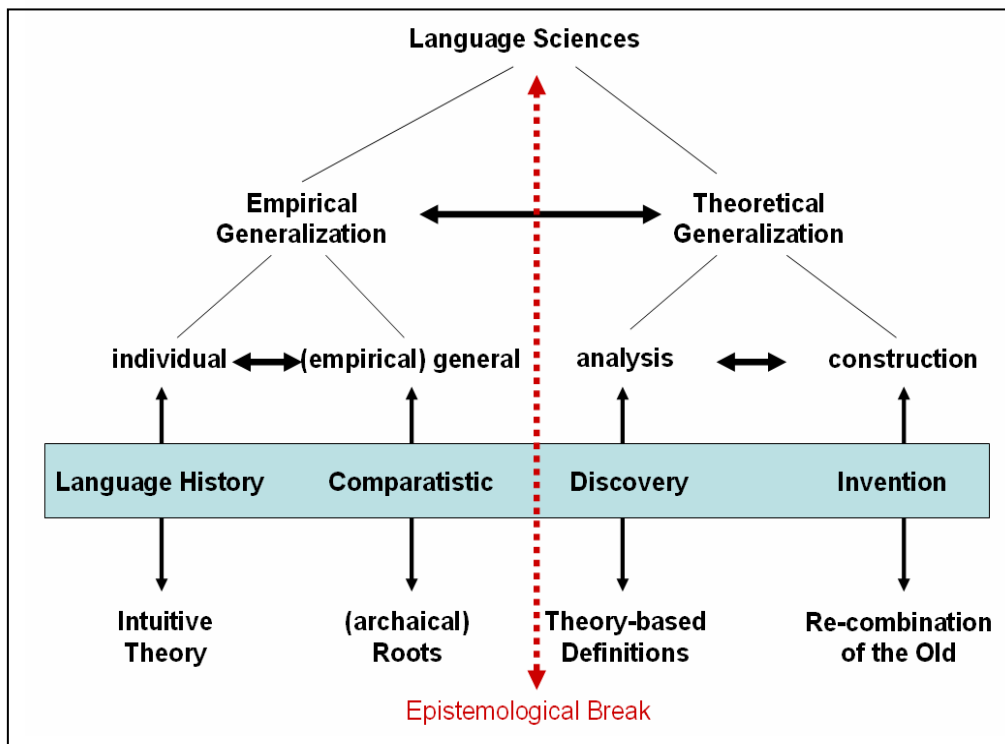 Language Sciences
Empirical
Generalization
Theoretical
Generalization
individual
(empirical) general
analysis
construction
Language History
Comparatistic
Discovery
Invention
Intuitive
Theory
(archaical)
Roots
Theory-based
Definitions
Re-combination
of the Old
Epistemological Break